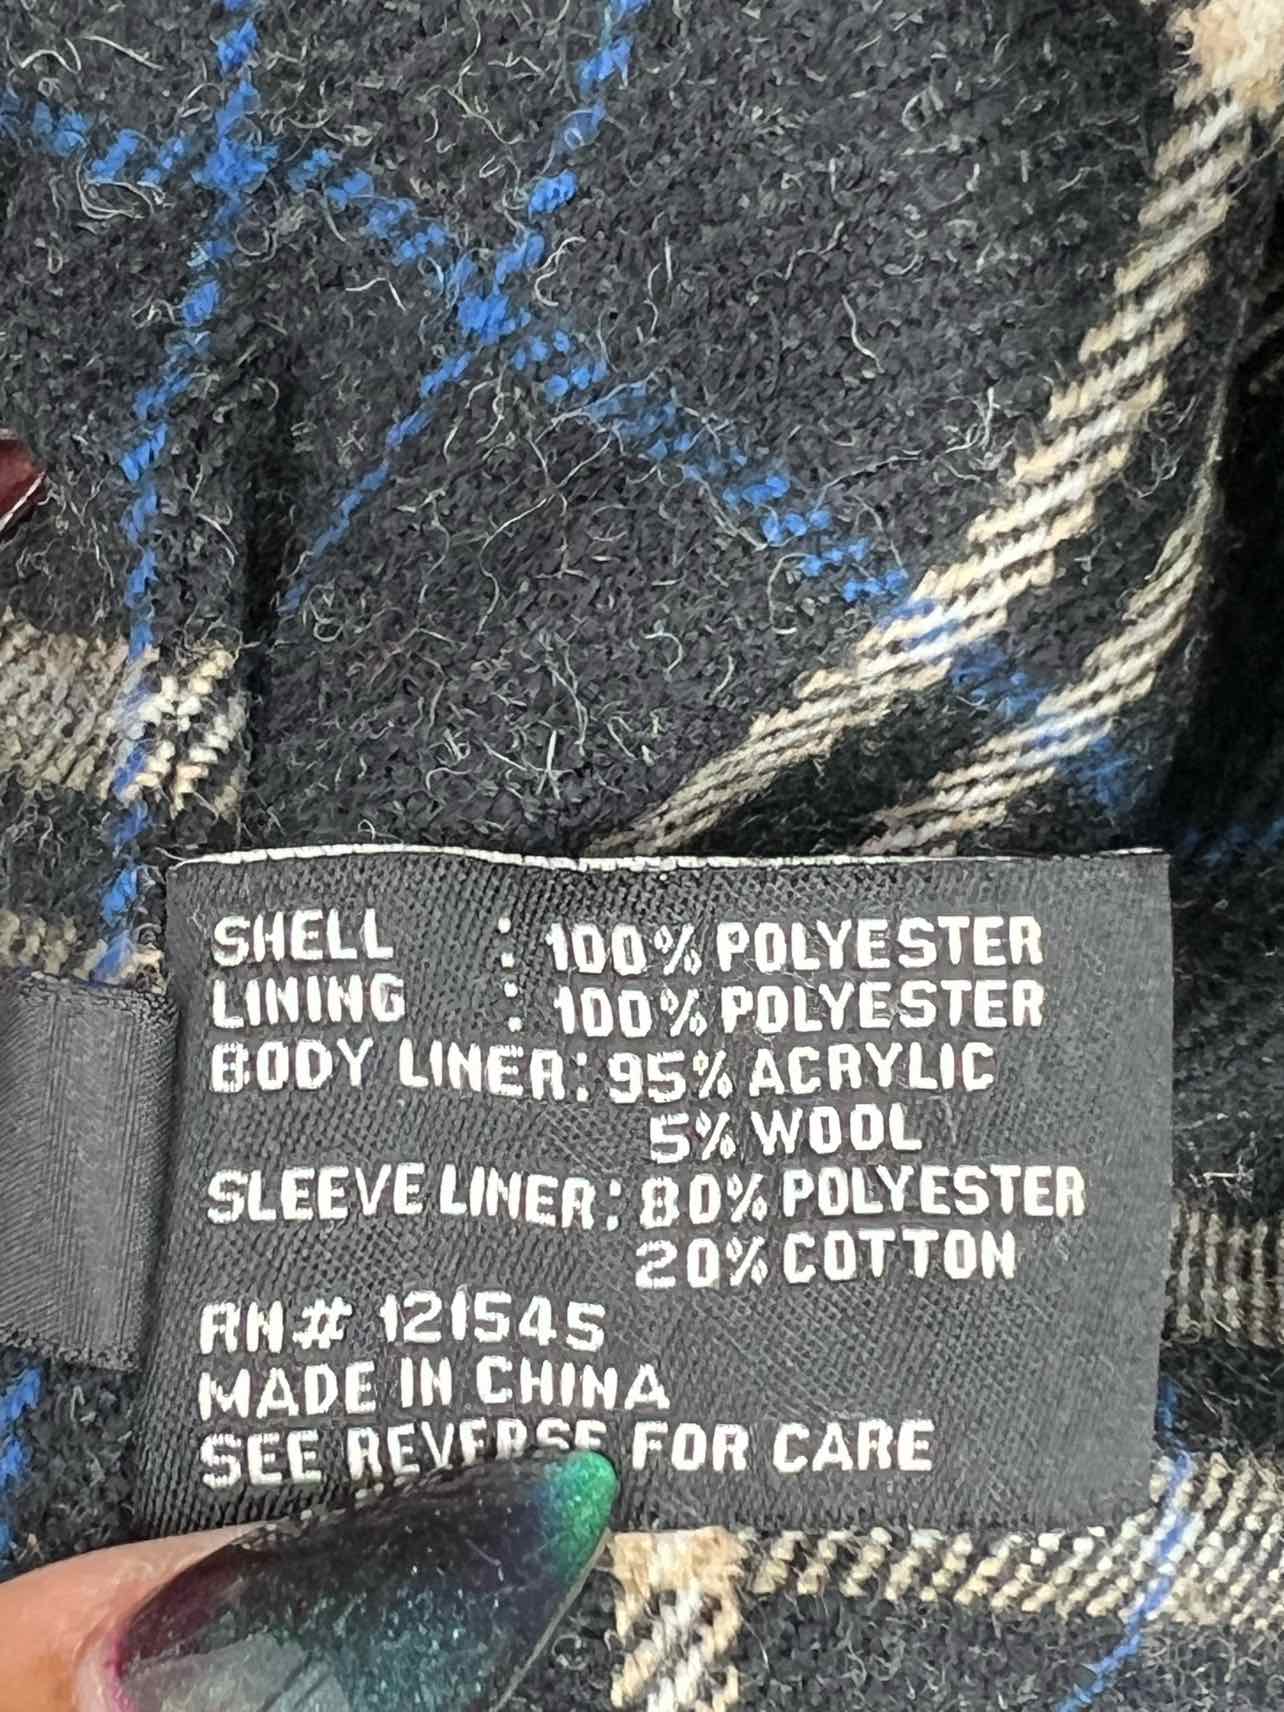 SHELL : 100% POLYESTER
LINING : 100% POLYESTER
BODY LINER: 95% ACRYLIC
5% WOOL
SLEEVE LINER: 80% POLYESTER
20% COTTON
RN# 121545
MADE IN CHINA
SEE REVERSE FOR CARE